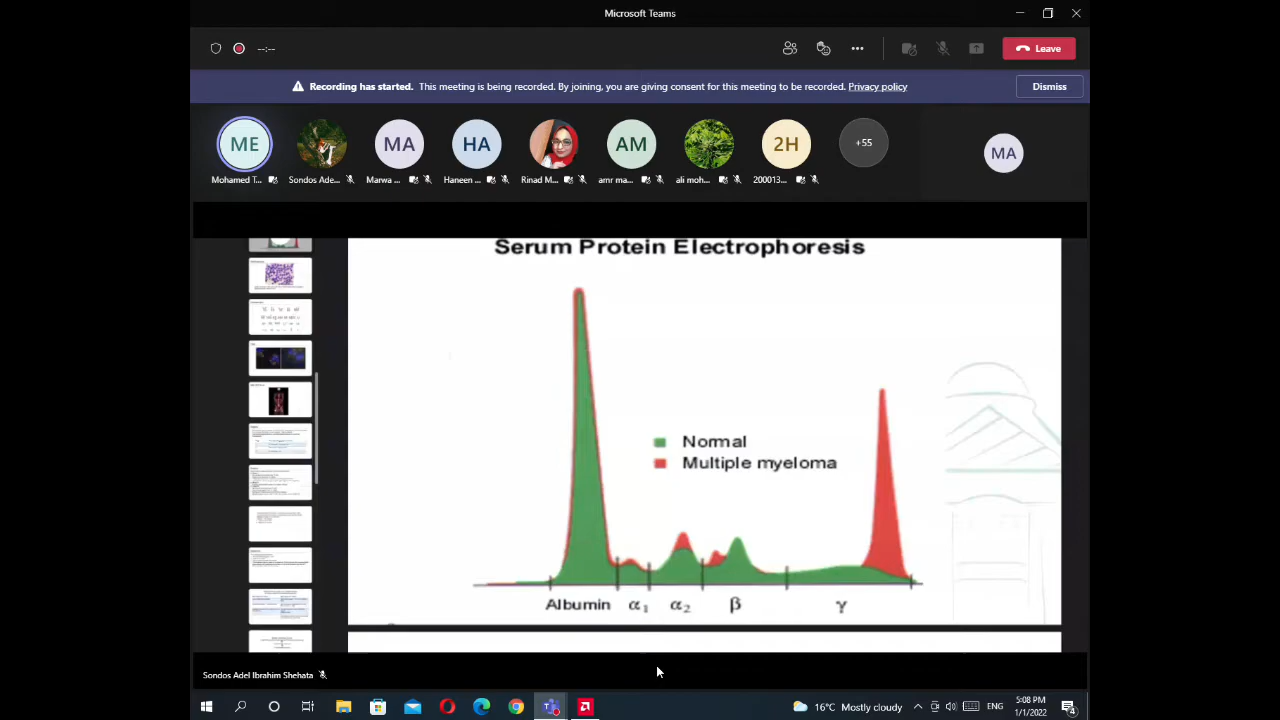 Microsoft Teams
--:--
Leave
Recording has started. This meeting is being recorded. By joining, you are giving consent for this meeting to be recorded. Privacy policy
Dismiss
ME
MA
HA
AM
2H
+55
MA
Mohamed T...
Sondos Ade...
Marwa ...
Haneen ...
Rinad M...
amr ma...
ali moh...
200013...
Serum Protein Electrophoresis
Normal
Multiple myeloma
lbumin
α1
α2
β
γ
Sondos Adel Ibrahim Shehata
16°C Mostly cloudy
ENG
5:08 PM
1/1/2022
4